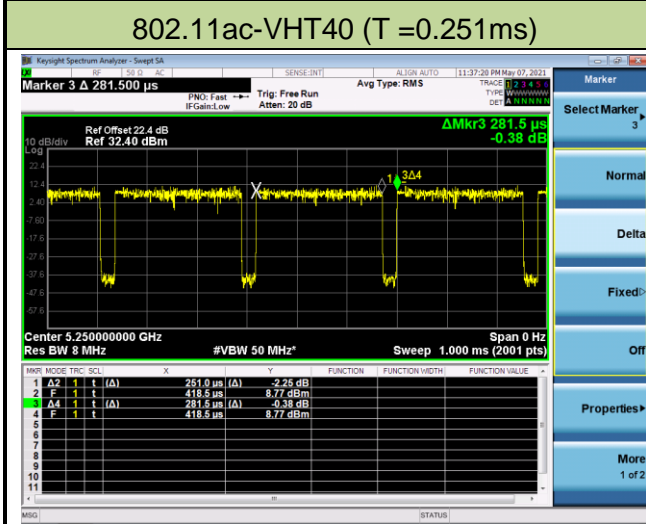 802.11ac-VHT40 (T =0.251ms)
Keysight Spectrum Analyzer - Swept SA
RF 50 Ω AC SENSE:INT ALIGN AUTO 11:37:20 PM May 07, 2021
Marker 3 Δ 281.500 µs
PNO: Fast
IFGain:Low
Trig: Free Run
Atten: 20 dB
Avg Type: RMS
TRACE 1 2 3 4 5 6
TYPE WWWWWW
DET A N N N N N
Ref Offset 22.4 dB
10 dB/div Ref 32.40 dBm
Log
ΔMkr3 281.5 µs
-0.38 dB
22.4
12.4
2.40
-7.60
-17.6
-27.6
-37.6
-47.6
-57.6
X
1
3Δ4
Center 5.250000000 GHz Span 0 Hz
Res BW 8 MHz #VBW 50 MHz* Sweep 1.000 ms (2001 pts)
MKR MODE TRC SCL X Y FUNCTION FUNCTION WIDTH FUNCTION VALUE
1 Δ2 1 t (Δ) 251.0 µs (Δ) -2.25 dB
2 F 1 t 418.5 µs 8.77 dBm
3 Δ4 1 t (Δ) 281.5 µs (Δ) -0.38 dB
4 F 1 t 418.5 µs 8.77 dBm
5
6
7
8
9
10
11
MSG STATUS
Marker
Select Marker
3
Normal
Delta
Fixed
Off
Properties
More
1 of 2